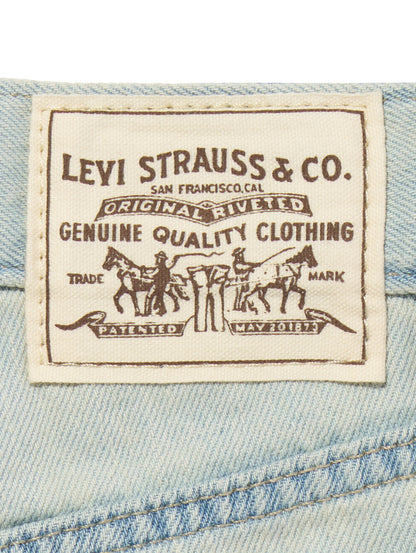 LEVI STRAUSS & CO.
SAN FRANCISCO, CAL
ORIGINAL RIVETED
GENUINE QUALITY CLOTHING
TRADE MARK
PATENTED MAY 20 1873